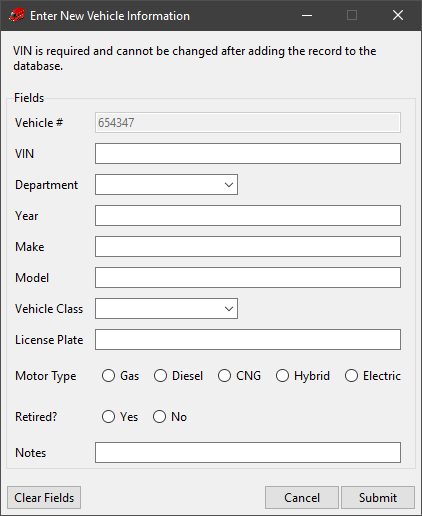 Enter New Vehicle Information
VIN is required and cannot be changed after adding the record to the
database.
Fields
Vehicle # 654347
VIN
Department
Year
Make
Model
Vehicle Class
License Plate
Motor Type Gas Diesel CNG Hybrid Electric
Retired? Yes No
Notes
Clear Fields Cancel Submit